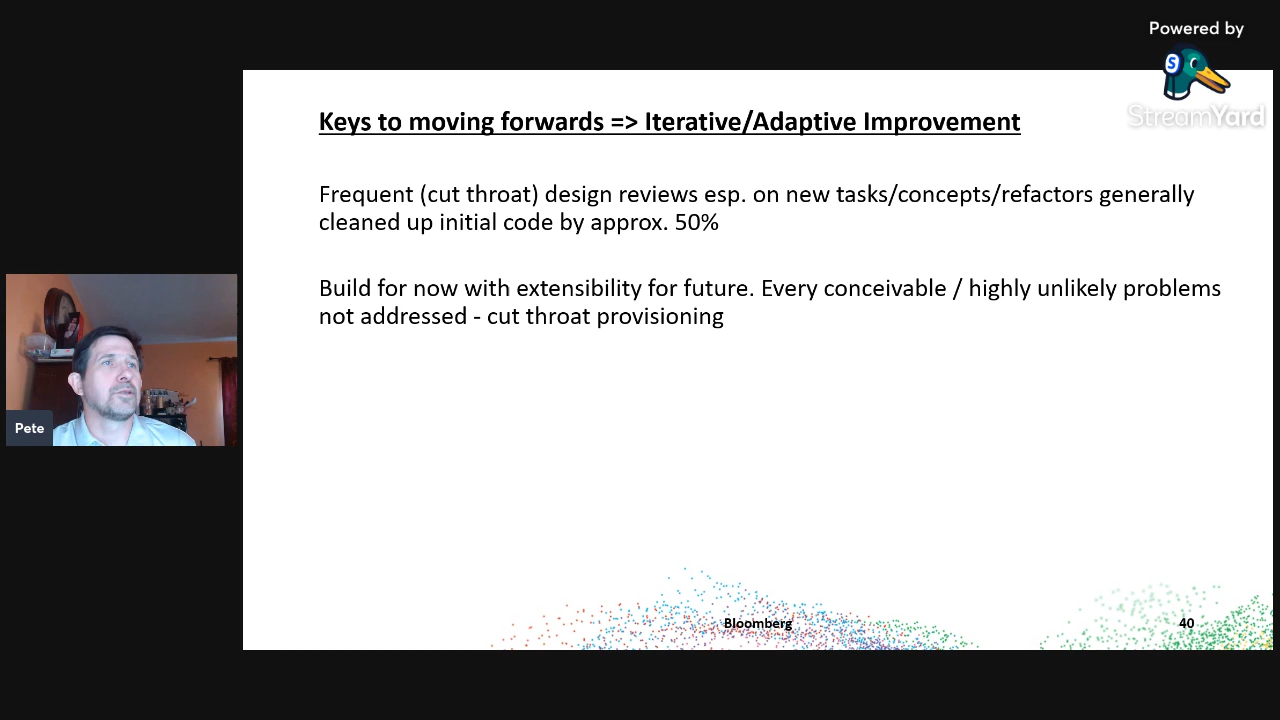 Powered by
StreamYard
Keys to moving forwards => Iterative/Adaptive Improvement
Frequent (cut throat) design reviews esp. on new tasks/concepts/refactors generally
cleaned up initial code by approx. 50%
Build for now with extensibility for future. Every conceivable / highly unlikely problems
not addressed - cut throat provisioning
Pete
Bloomberg
40